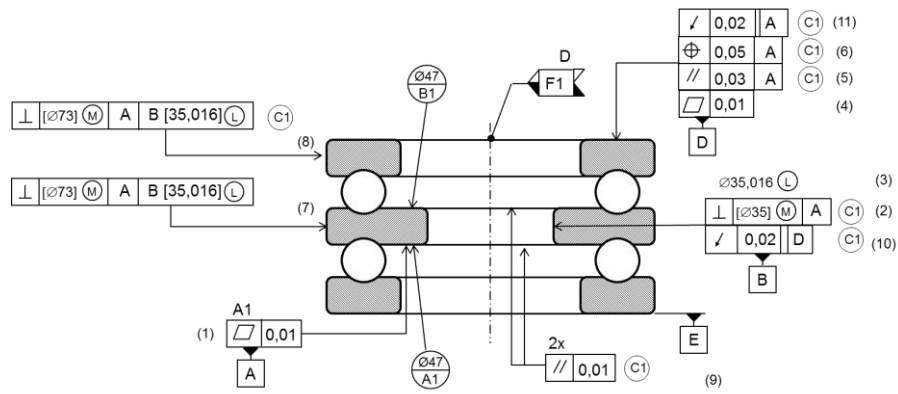 ↗ 0,02 A C1 (11)
⌖ 0,05 A C1 (6)
// 0,03 A C1 (5)
⏥ 0,01 (4)
D
D
F1
Ø47
B1
⊥ [Ø73] Ⓜ A B [35,016] Ⓛ C1
(8)
⊥ [Ø73] Ⓜ A B [35,016] Ⓛ
(7)
Ø35,016 Ⓛ (3)
⊥ [Ø35] Ⓜ A C1 (2)
↗ 0,02 D C1 (10)
B
A1
(1) ⏥ 0,01
A
Ø47
A1
2x
// 0,01 C1
(9)
E